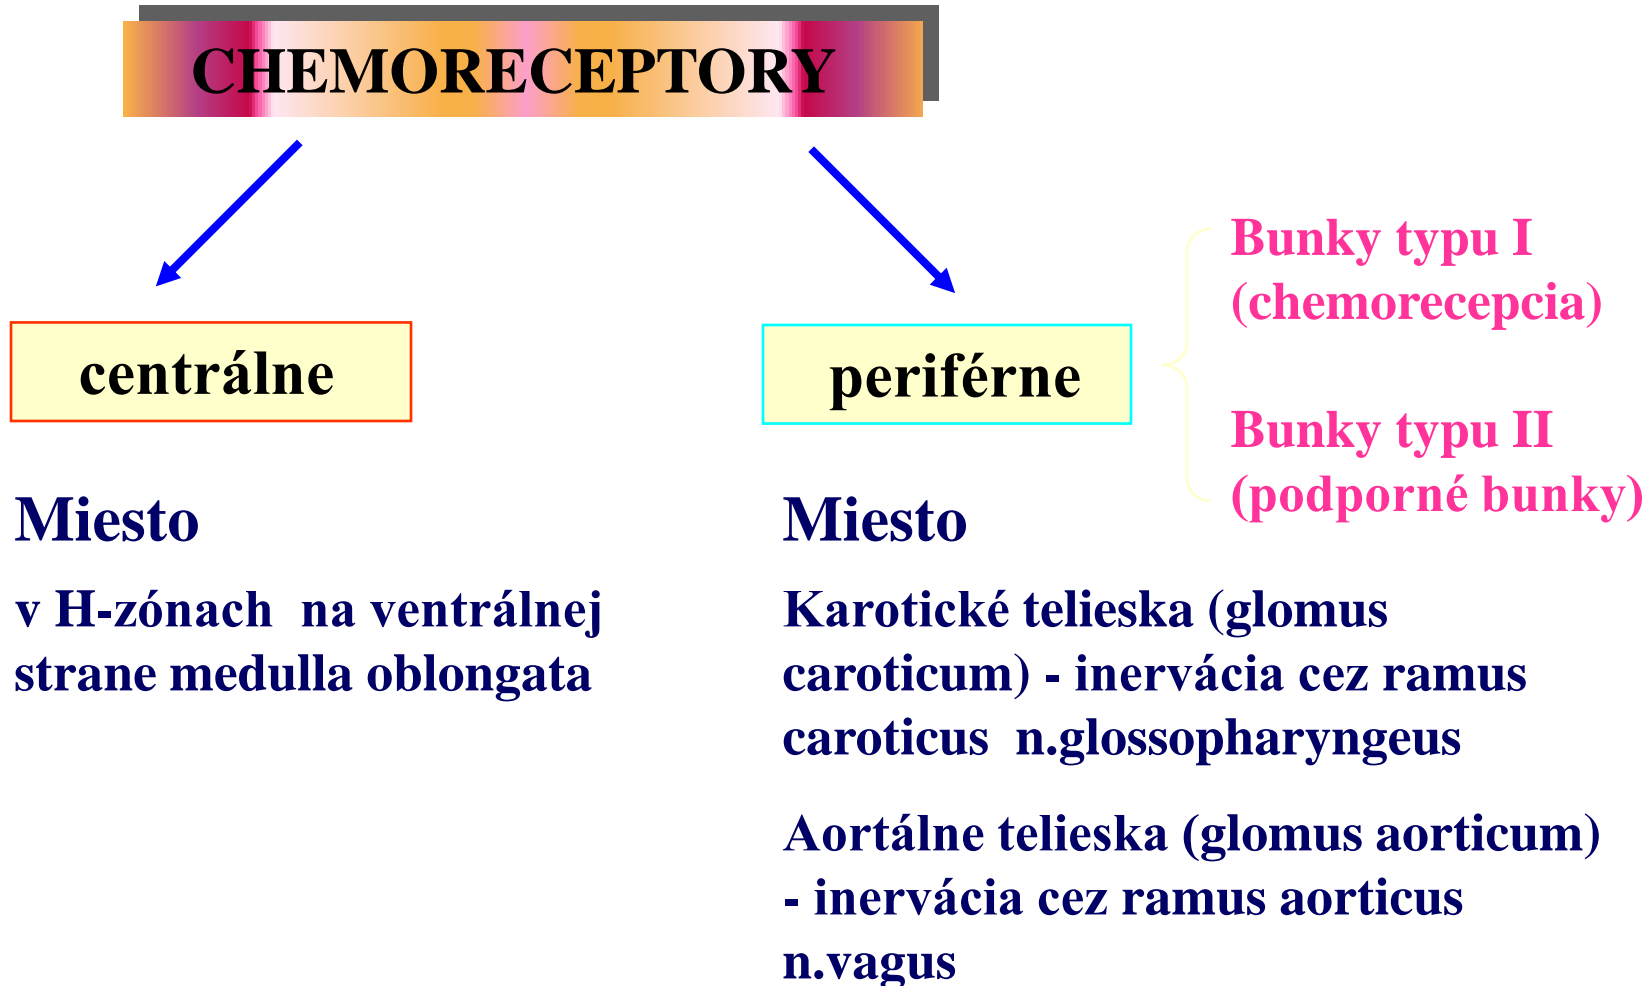 CHEMORECEPTORY
centrálne
periférne
Bunky typu I
(chemorecepcia)
Bunky typu II
(podporné bunky)
Miesto
v H-zónach na ventrálnej
strane medulla oblongata
Miesto
Karotické telieska (glomus
caroticum) - inervácia cez ramus
caroticus n.glossopharyngeus
Aortálne telieska (glomus aorticum)
- inervácia cez ramus aorticus
n.vagus